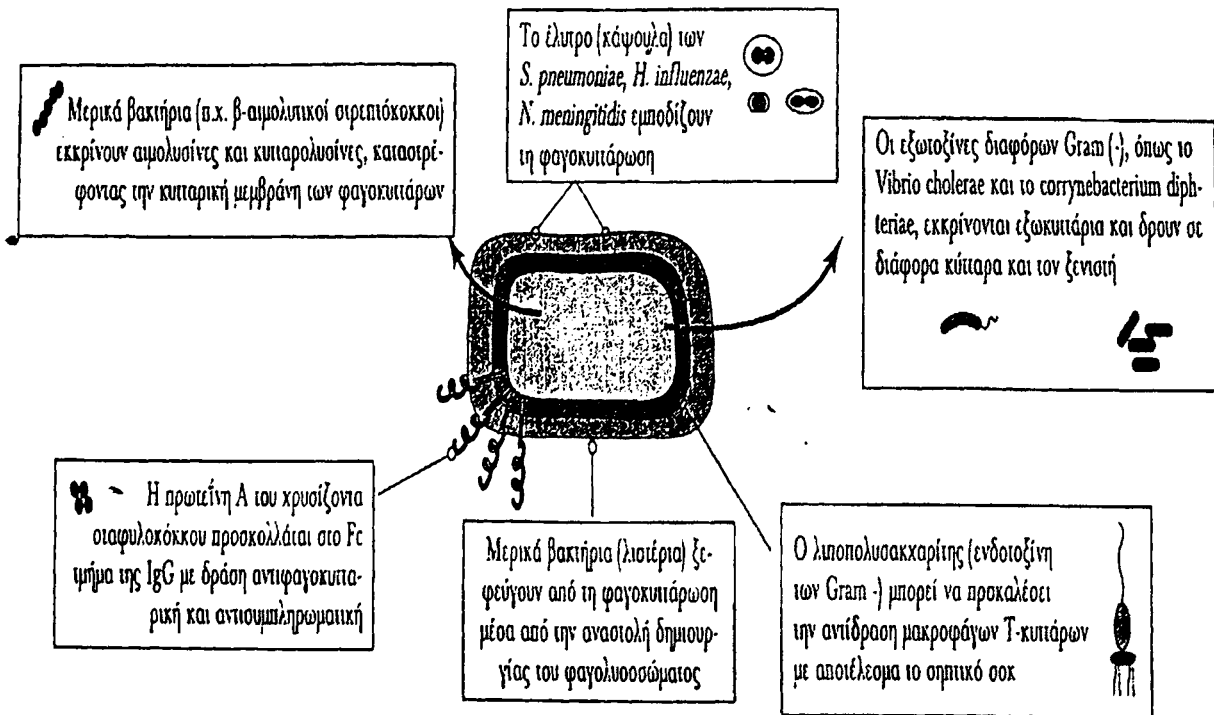 Το έλυτρο (κάψουλα) των
S. pneumoniae, H. influenzae,
N. meningitidis εμποδίζουν
τη φαγοκυττάρωση
Μερικά βακτήρια (π.χ. β-αιμολυτικοί στρεπτόκοκκοι)
εκκρίνουν αιμολυσίνες και κυτταρολυσίνες, καταστρέ-
φοντας την κυτταρική μεμβράνη των φαγοκυττάρων
Οι εξωτοξίνες διαφόρων Gram (-), όπως το
Vibrio cholerae και το corrynebacterium diph-
teriae, εκκρίνονται εξωκυττάρια και δρουν σε
διάφορα κύτταρα και τον ξενιστή
Η πρωτεΐνη Α του χρυσίζοντα
σταφυλοκόκκου προσκολλάται στο Fc
τμήμα της IgG με δράση αντιφαγοκυττα-
ρική και αντισυμπληρωματική
Μερικά βακτήρια (λιστέρια) ξε-
φεύγουν από τη φαγοκυττάρωση
μέσα από την αναστολή δημιουρ-
γίας του φαγολυοσώματος
Ο λιποπολυσακχαρίτης (ενδοτοξίνη
των Gram -) μπορεί να προκαλέσει
την αντίδραση μακροφάγων Τ-κυττάρων
με αποτέλεσμα το σηπτικό σοκ